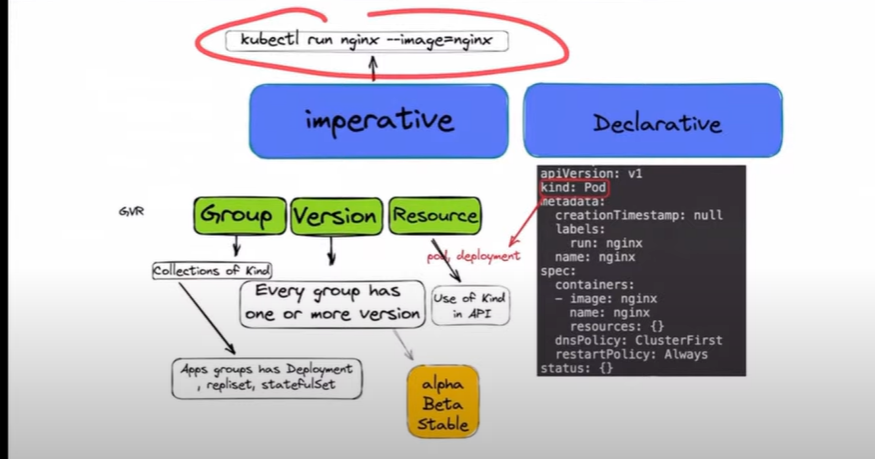 kubectl run nginx --image=nginx
imperative
Declarative
apiVersion: v1
kind: Pod
metadata:
  creationTimestamp: null
  labels:
    run: nginx
  name: nginx
spec:
  containers:
  - image: nginx
    name: nginx
    resources: {}
  dnsPolicy: ClusterFirst
  restartPolicy: Always
status: {}
GVR
Group
Version
Resource
pod, deployment
Collections of Kind
Every group has
one or more version
Use of Kind
in API
Apps groups has Deployment
, repliset, statefulSet
alpha
Beta
Stable